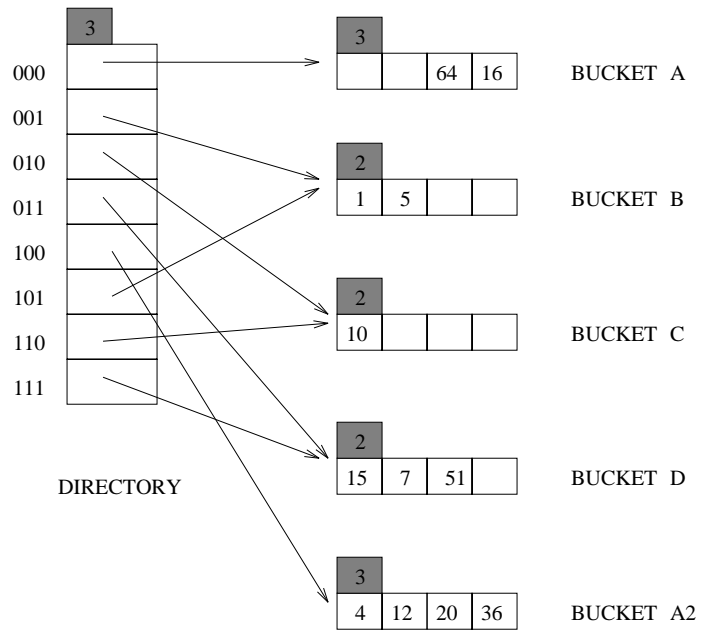 3
000
001
010
011
100
101
110
111
DIRECTORY
3
64 16
BUCKET A
2
1 5
BUCKET B
2
10
BUCKET C
2
15 7 51
BUCKET D
3
4 12 20 36
BUCKET A2